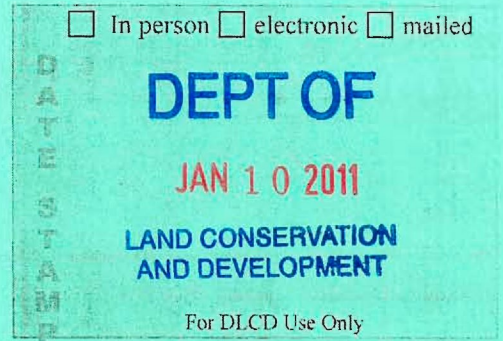 ☐ In person ☐ electronic ☐ mailed
DATE STAMP
DEPT OF
JAN 10 2011
LAND CONSERVATION
AND DEVELOPMENT
For DLCD Use Only